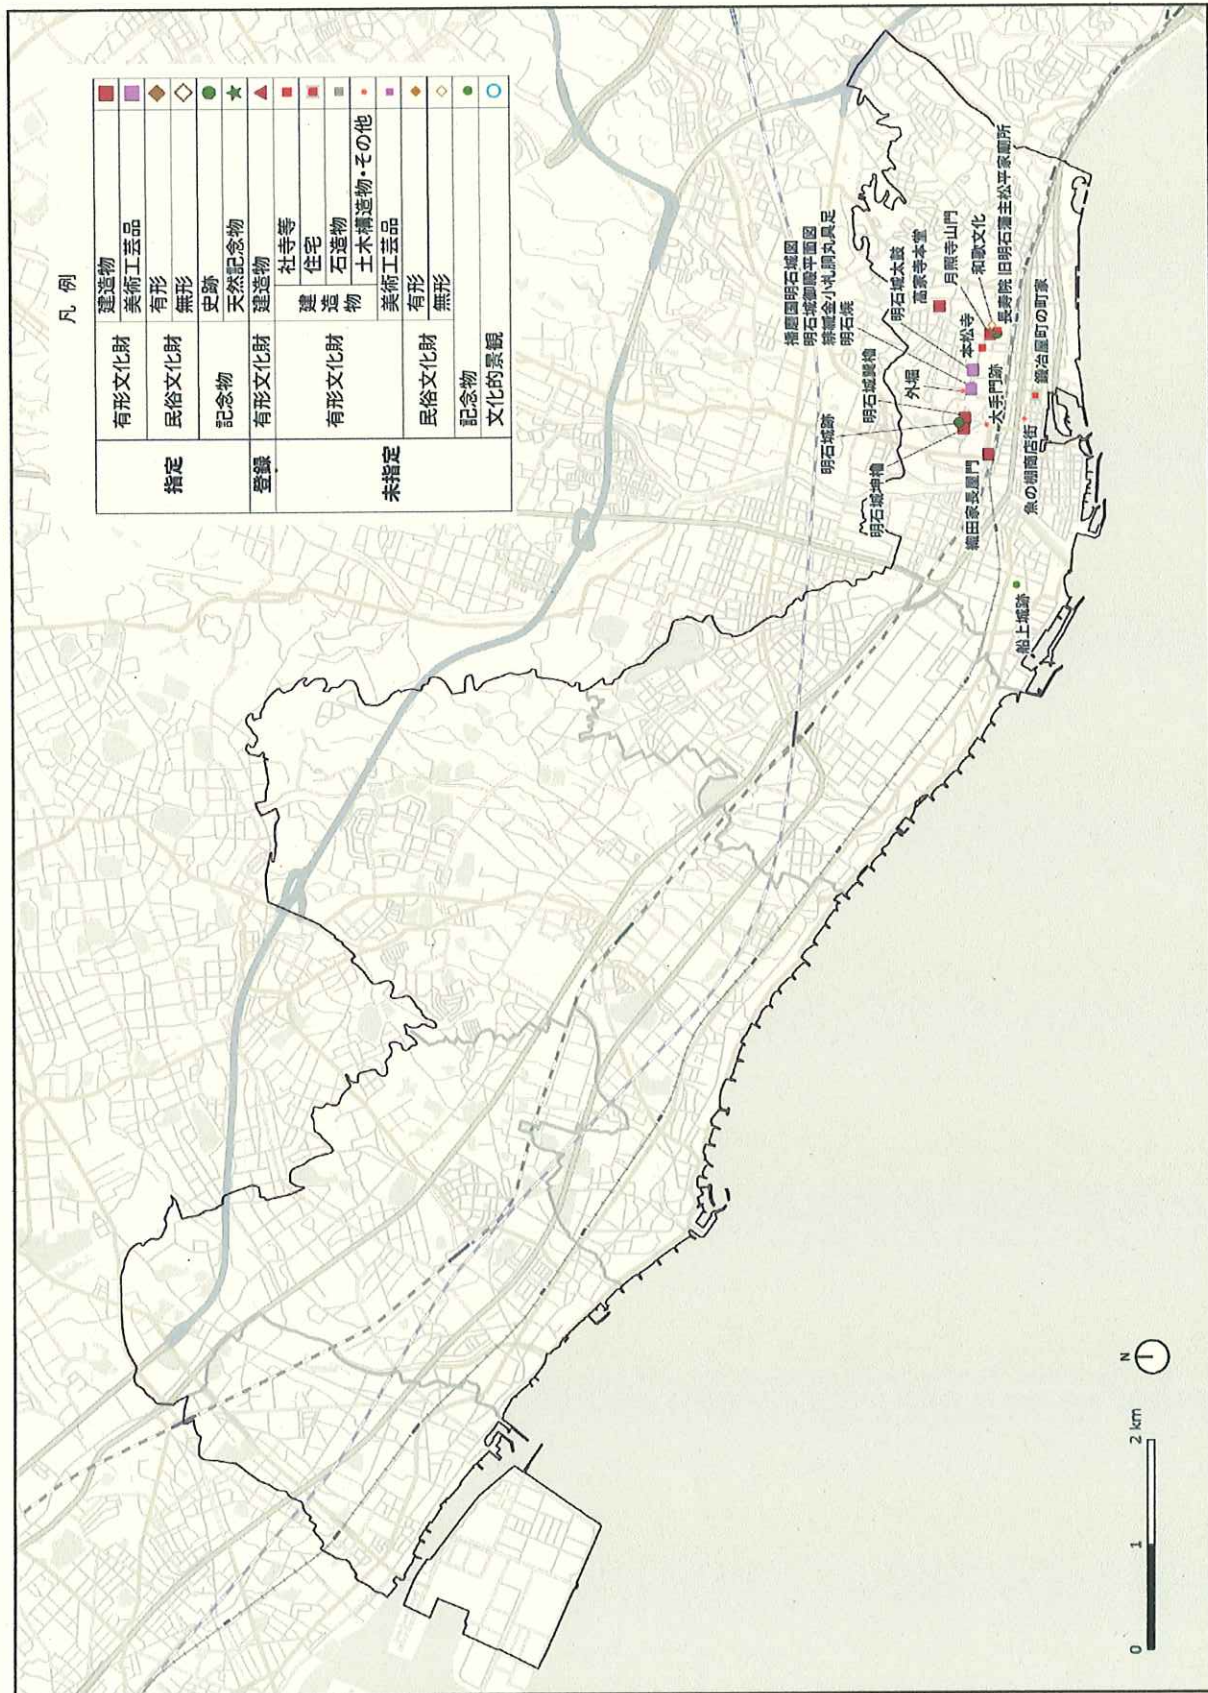 凡 例
指定
有形文化財
建造物
美術工芸品
民俗文化財
有形
無形
記念物
史跡
天然記念物
登録
有形文化財
建造物
未指定
有形文化財
建造物
社寺等
住宅
石造物
土木構造物・その他
美術工芸品
民俗文化財
有形
無形
記念物
文化的景観
播磨国明石城図
明石城御殿平面図
緋縅金小札胴丸具足
明石焼
明石城太鼓
高家寺本堂
月照寺山門
和歌文化
長寿院 旧明石藩主松平家廟所
明石城跡
明石城巽櫓
外堀
本松寺
明石城坤櫓
織田家長屋門
大手門跡
魚の棚商店街
鍛冶屋町の町家
船上城跡
N
0 1 2 km